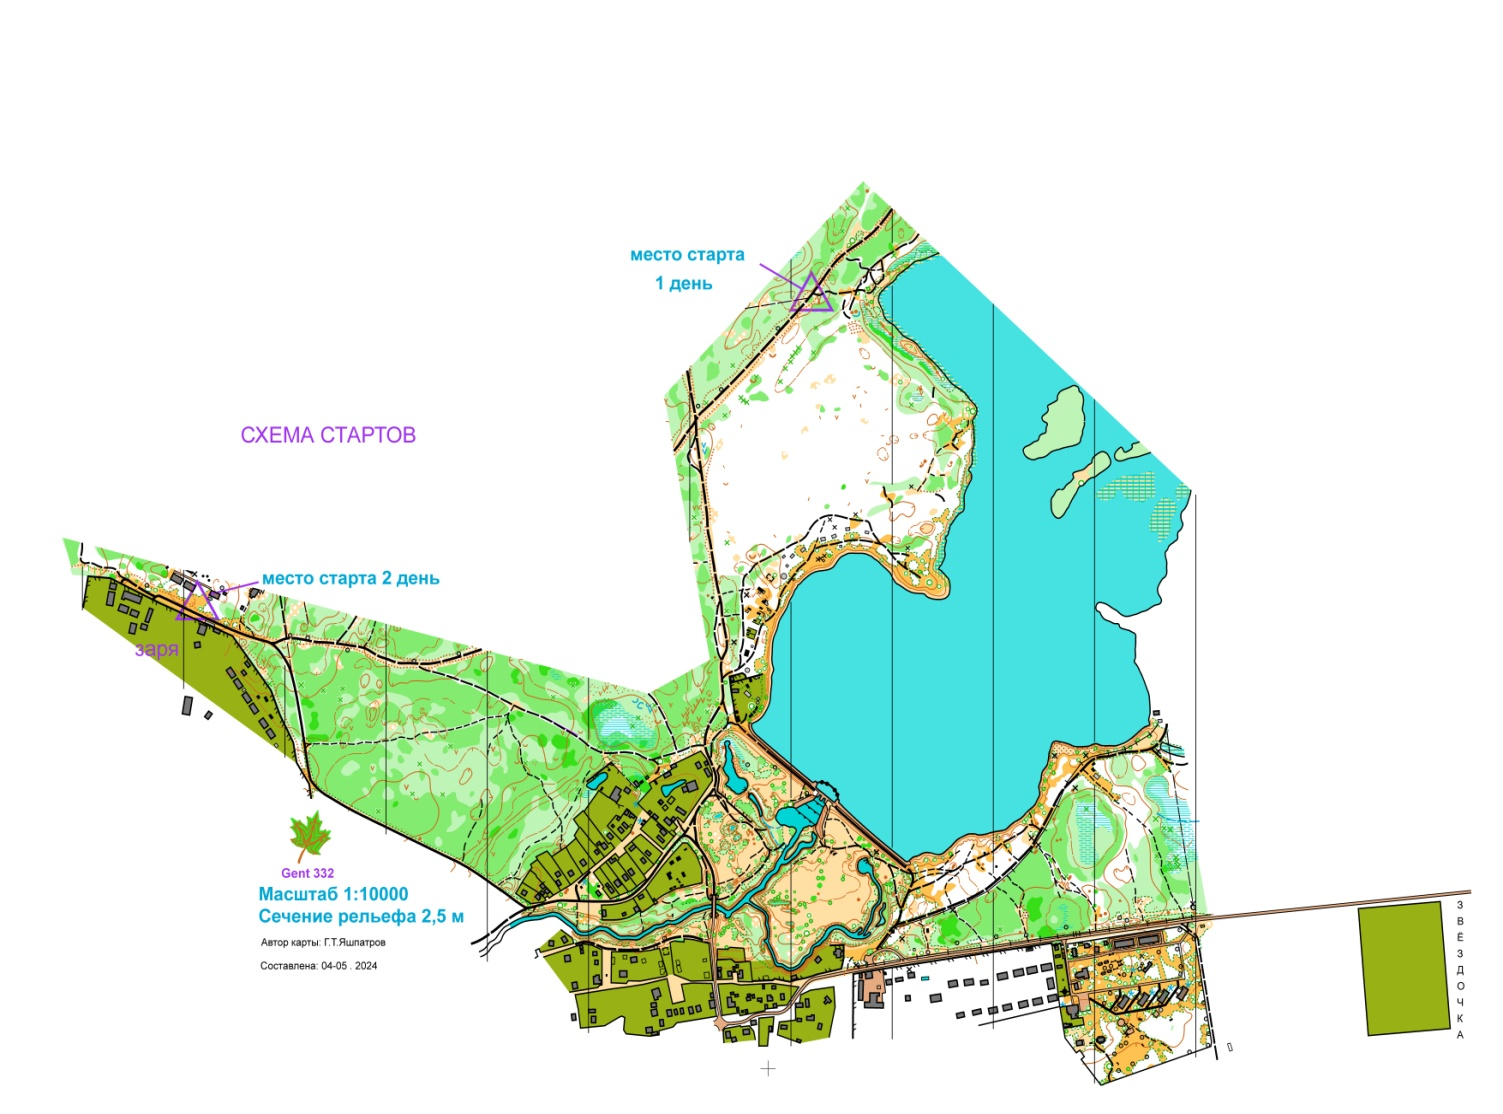 место старта
1 день
СХЕМА СТАРТОВ
место старта 2 день
заря
Gent 332
Масштаб 1:10000
Сечение рельефа 2,5 м
Автор карты: Г.Т.Яшпатров
Составлена: 04-05 . 2024
ЗВЁЗДОЧКА